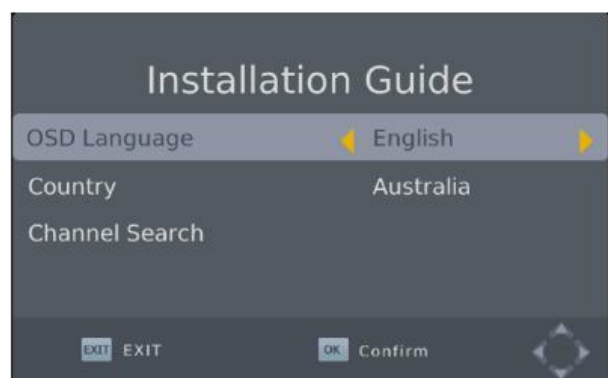 Installation Guide
OSD Language English
Country Australia
Channel Search
EXIT EXIT OK Confirm